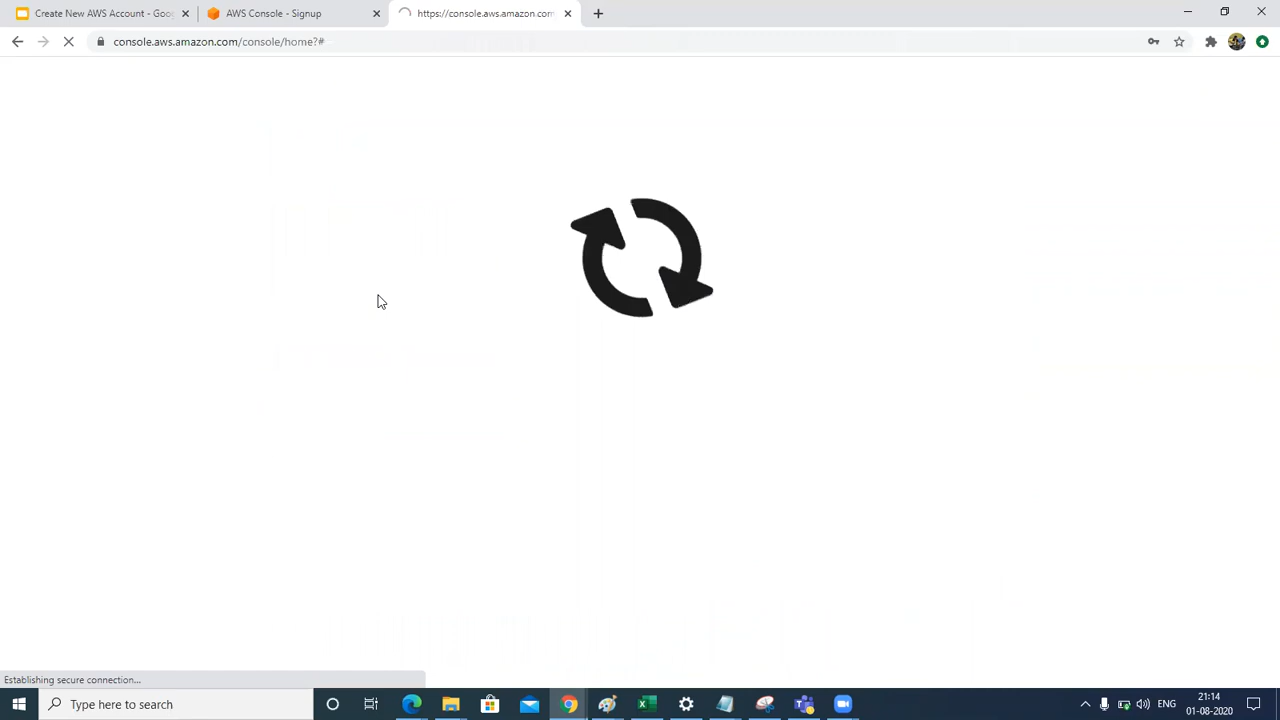 Create New AWS Account - Goog
AWS Console - Signup
https://console.aws.amazon.com
console.aws.amazon.com/console/home?#
Establishing secure connection...
Type here to search
ENG
21:14
01-08-2020